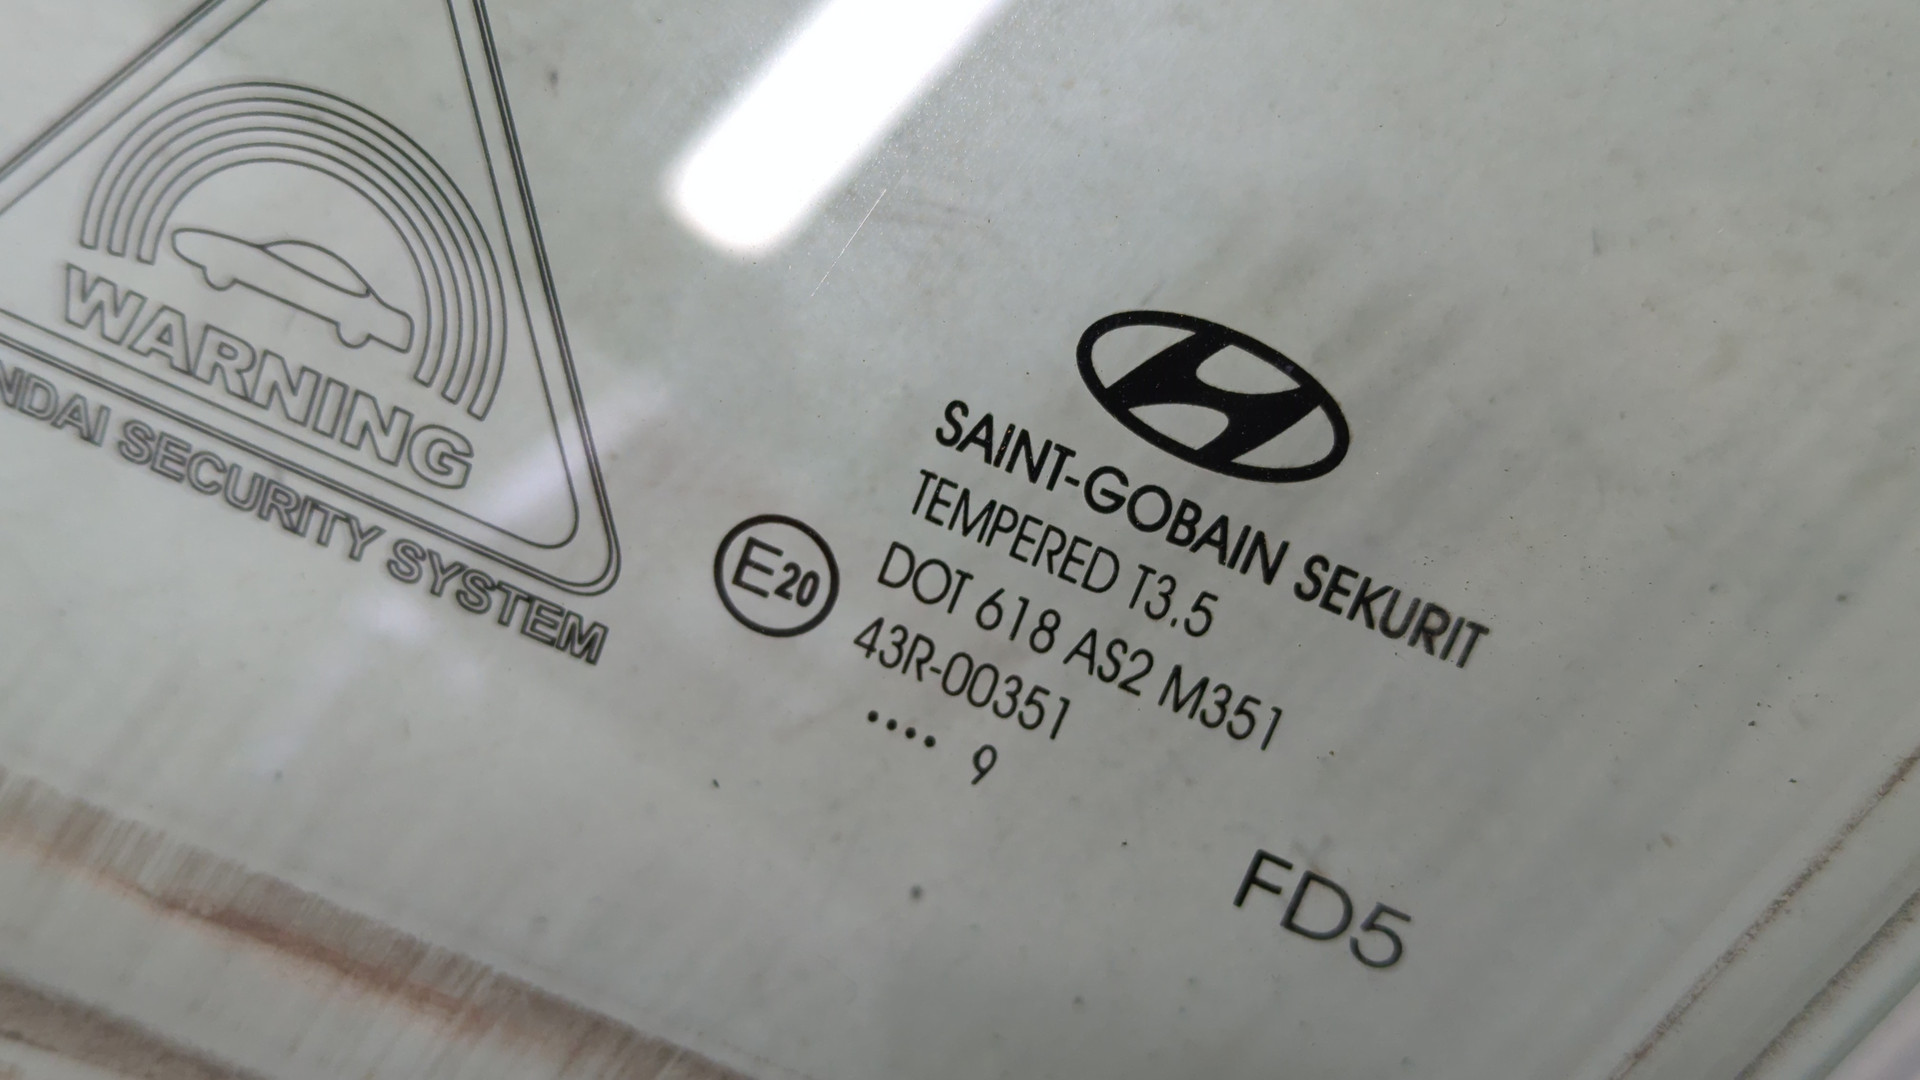 WARNING
NDAI SECURITY SYSTEM
SAINT-GOBAIN SEKURIT
TEMPERED T3.5
E20
DOT 618 AS2 M351
43R-00351
.... 9
FD5